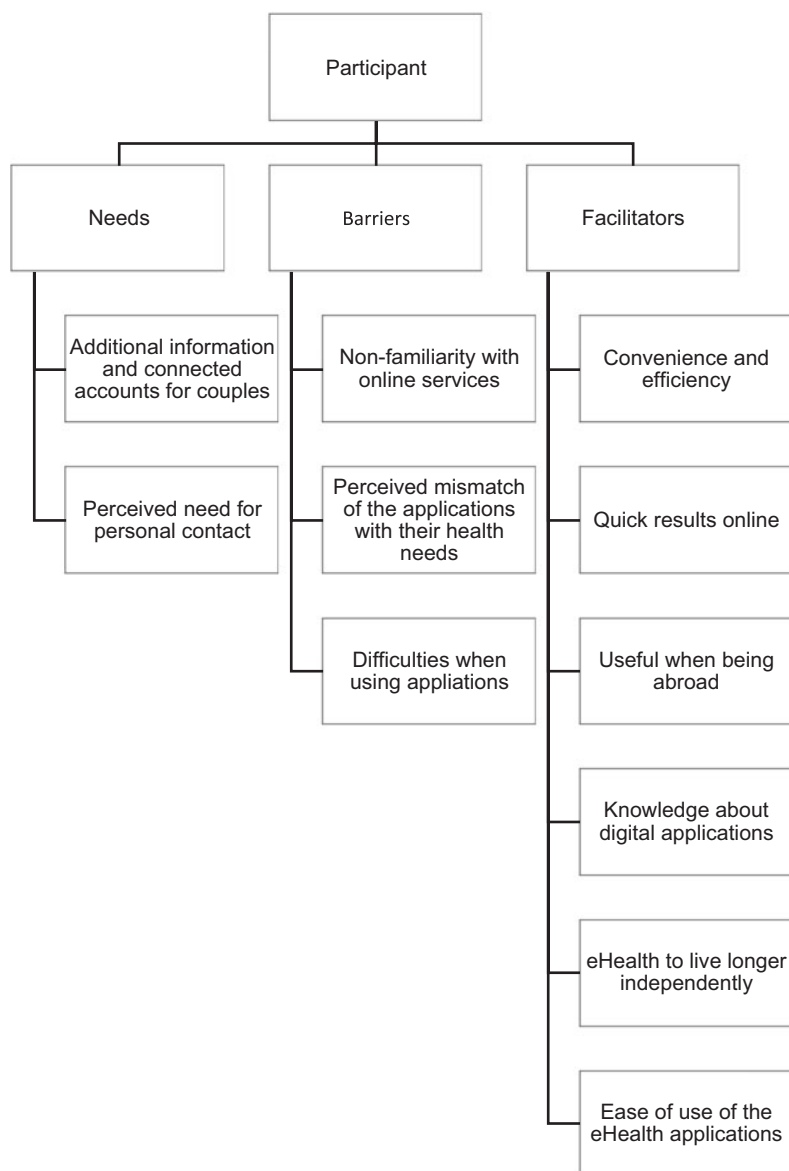 Participant
Needs
Barriers
Facilitators
Additional information
and connected
accounts for couples
Perceived need for
personal contact
Non-familiarity with
online services
Perceived mismatch
of the applications
with their health
needs
Difficulties when
using appliations
Convenience and
efficiency
Quick results online
Useful when being
abroad
Knowledge about
digital applications
eHealth to live longer
independently
Ease of use of the
eHealth applications